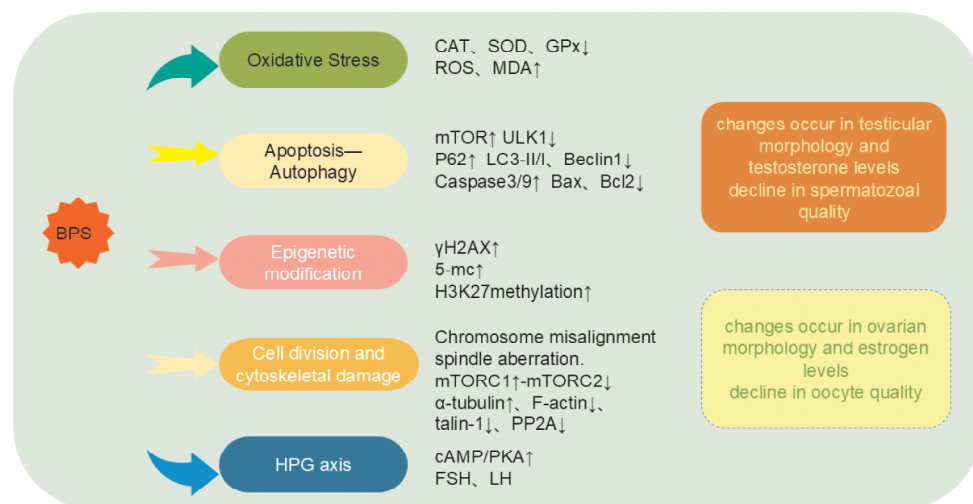 BPS
Oxidative Stress
CAT、SOD、GPx↓
ROS、MDA↑
Apoptosis—
Autophagy
mTOR↑ ULK1↓
P62↑ LC3-II/I、Beclin1↓
Caspase3/9↑ Bax、Bcl2↓
Epigenetic
modification
γH2AX↑
5-mc↑
H3K27methylation↑
Cell division and
cytoskeletal damage
Chromosome misalignment
spindle aberration.
mTORC1↑-mTORC2↓
α-tubulin↑、F-actin↓、
talin-1↓、PP2A↓
HPG axis
cAMP/PKA↑
FSH、LH
changes occur in testicular
morphology and
testosterone levels
decline in spermatozoal
quality
changes occur in ovarian
morphology and estrogen
levels
decline in oocyte quality